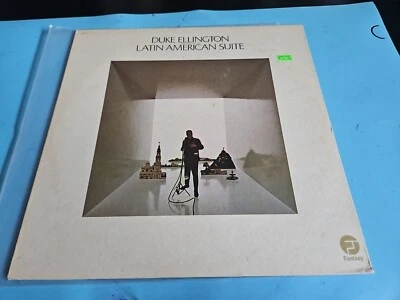 DUKE ELLINGTON
LATIN AMERICAN SUITE
Fantasy